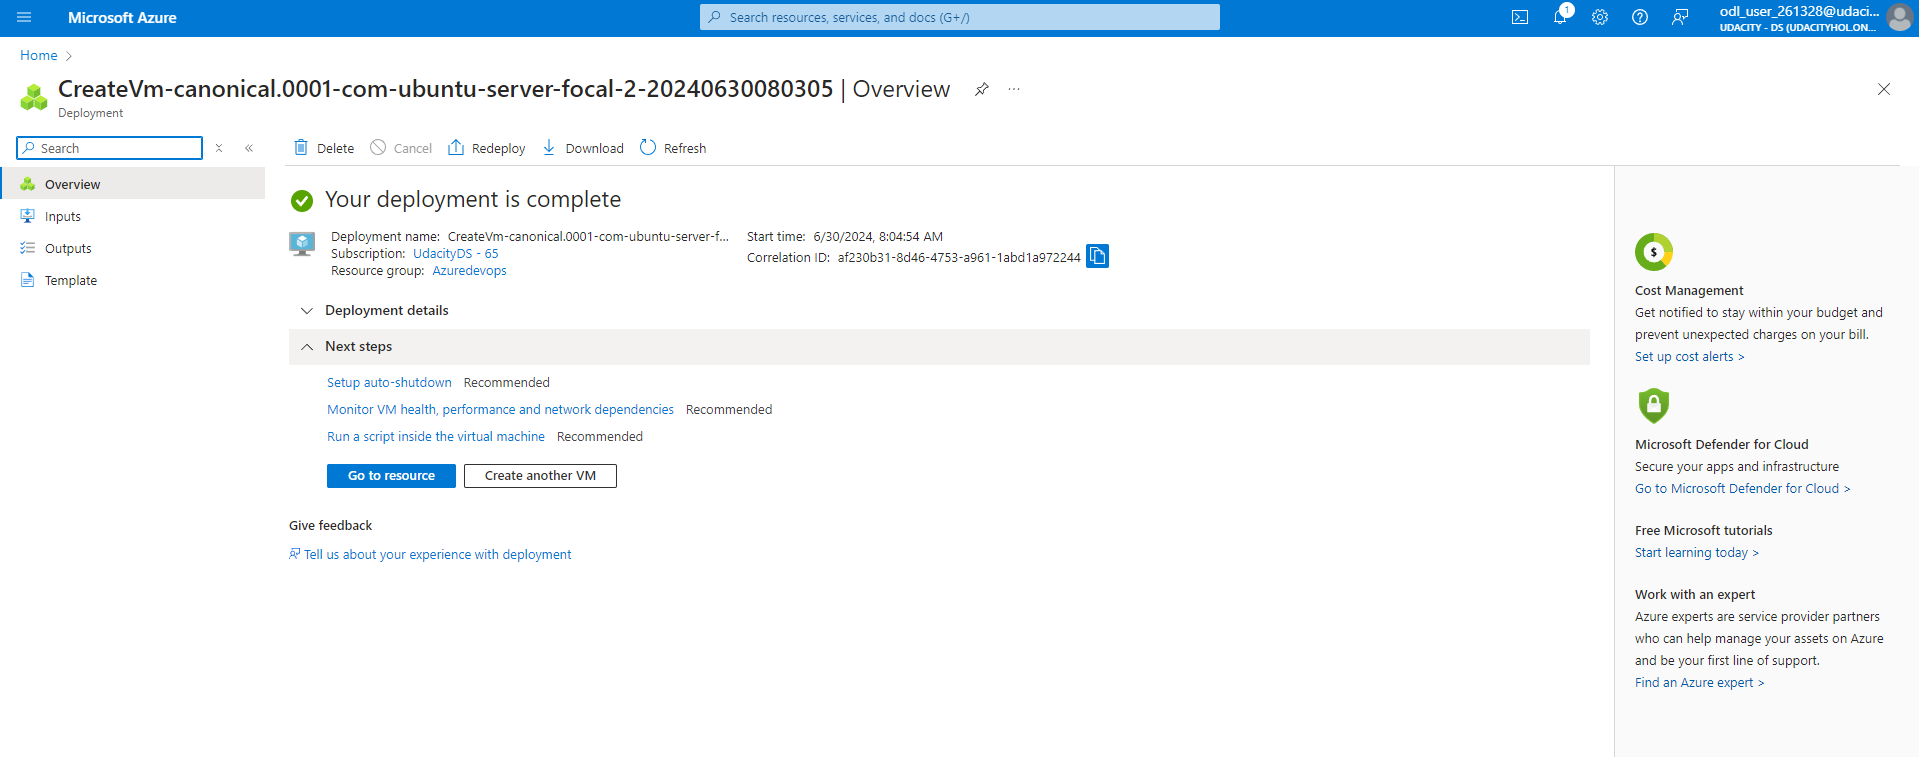 Microsoft Azure
Search resources, services, and docs (G+/)
1
odl_user_261328@udaci...
UDACITY - DS (UDACITYHOL.ON...
Home
CreateVm-canonical.0001-com-ubuntu-server-focal-2-20240630080305 | Overview
Deployment
Search
Overview
Inputs
Outputs
Template
Delete
Cancel
Redeploy
Download
Refresh
Your deployment is complete
Deployment name: CreateVm-canonical.0001-com-ubuntu-server-f...
Subscription: UdacityDS - 65
Resource group: Azuredevops
Start time: 6/30/2024, 8:04:54 AM
Correlation ID: af230b31-8d46-4753-a961-1abd1a972244
Deployment details
Next steps
Setup auto-shutdown Recommended
Monitor VM health, performance and network dependencies Recommended
Run a script inside the virtual machine Recommended
Go to resource
Create another VM
Give feedback
Tell us about your experience with deployment
Cost Management
Get notified to stay within your budget and
prevent unexpected charges on your bill.
Set up cost alerts >
Microsoft Defender for Cloud
Secure your apps and infrastructure
Go to Microsoft Defender for Cloud >
Free Microsoft tutorials
Start learning today >
Work with an expert
Azure experts are service provider partners
who can help manage your assets on Azure
and be your first line of support.
Find an Azure expert >